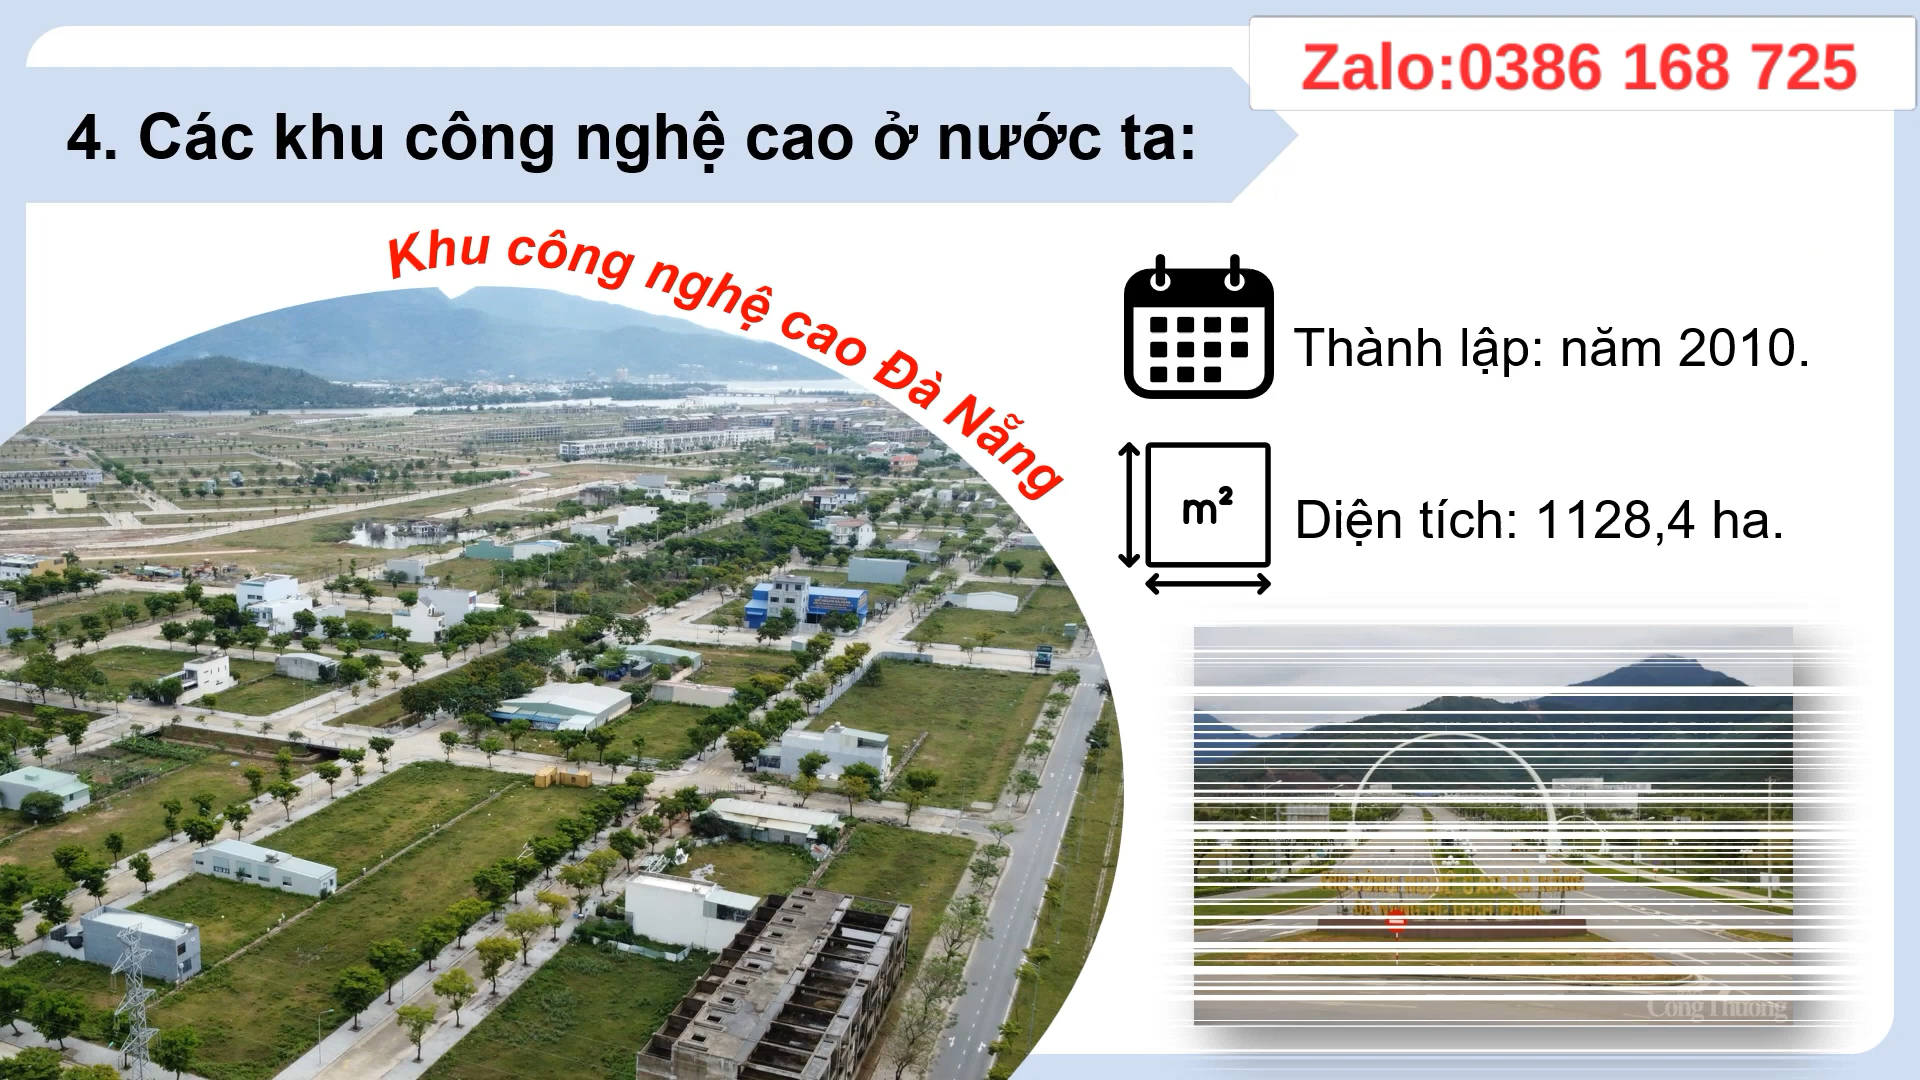 Zalo:0386 168 725
4. Các khu công nghệ cao ở nước ta:
Khu công nghệ cao Đà Nẵng
Thành lập: năm 2010.
m²
Diện tích: 1128,4 ha.
Công Thương